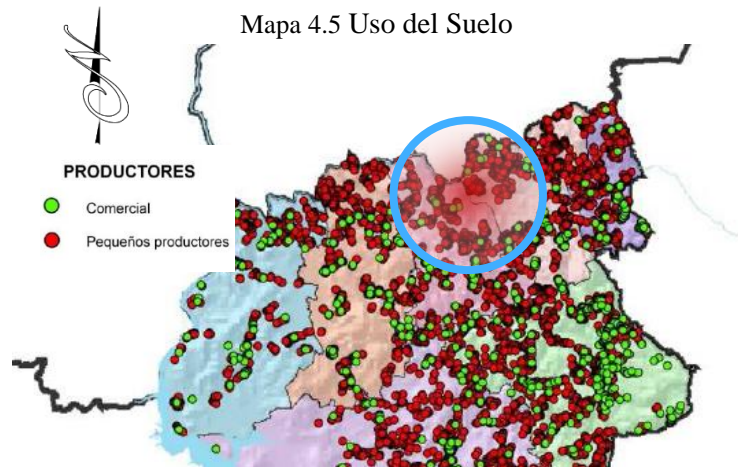 Mapa 4.5 Uso del Suelo
PRODUCTORES
Comercial
Pequeños productores